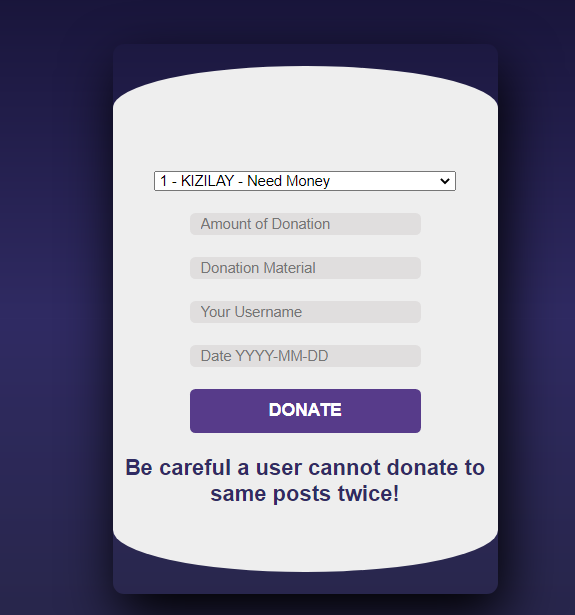 1 - KIZILAY - Need Money
Amount of Donation
Donation Material
Your Username
Date YYYY-MM-DD
DONATE
Be careful a user cannot donate to
same posts twice!